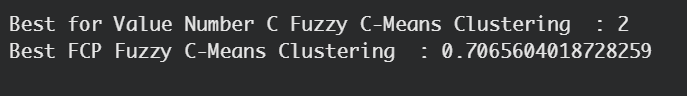 Best for Value Number C Fuzzy C-Means Clustering  : 2
Best FCP Fuzzy C-Means Clustering  : 0.7065604018728259